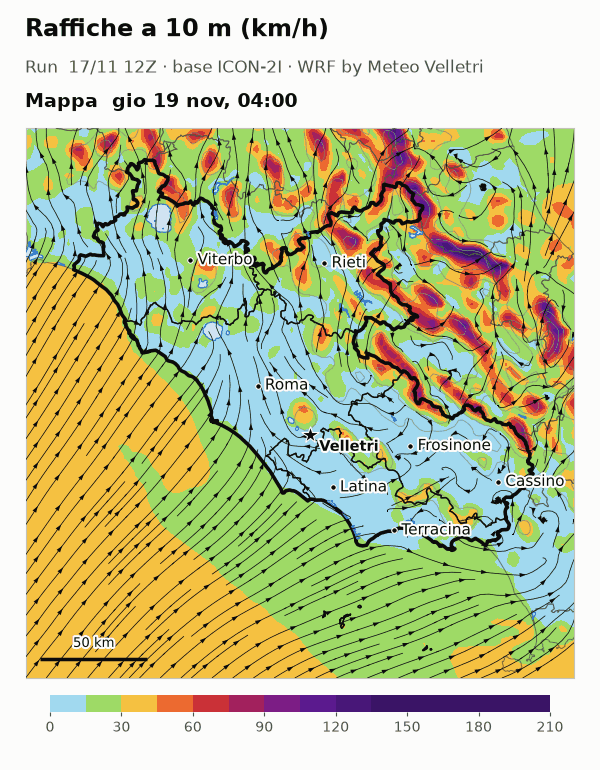 Raffiche a 10 m (km/h)
Run  17/11 12Z · base ICON-2I · WRF by Meteo Velletri
Mappa  gio 19 nov, 04:00
Viterbo
Rieti
Roma
Velletri
Frosinone
Latina
Cassino
Terracina
50 km
0 30 60 90 120 150 180 210